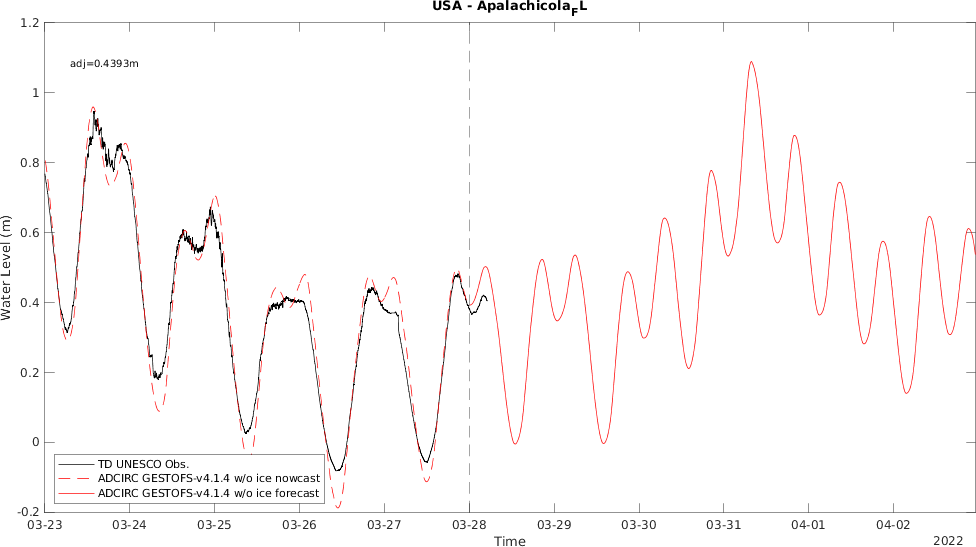 USA - Apalachicola_FL
adj=0.4393m
1.2
1
0.8
0.6
0.4
0.2
0
-0.2
Water Level (m)
TD UNESCO Obs.
ADCIRC GESTOFS-v4.1.4 w/o ice nowcast
ADCIRC GESTOFS-v4.1.4 w/o ice forecast
03-23 03-24 03-25 03-26 03-27 03-28 03-29 03-30 03-31 04-01 04-02
Time
2022